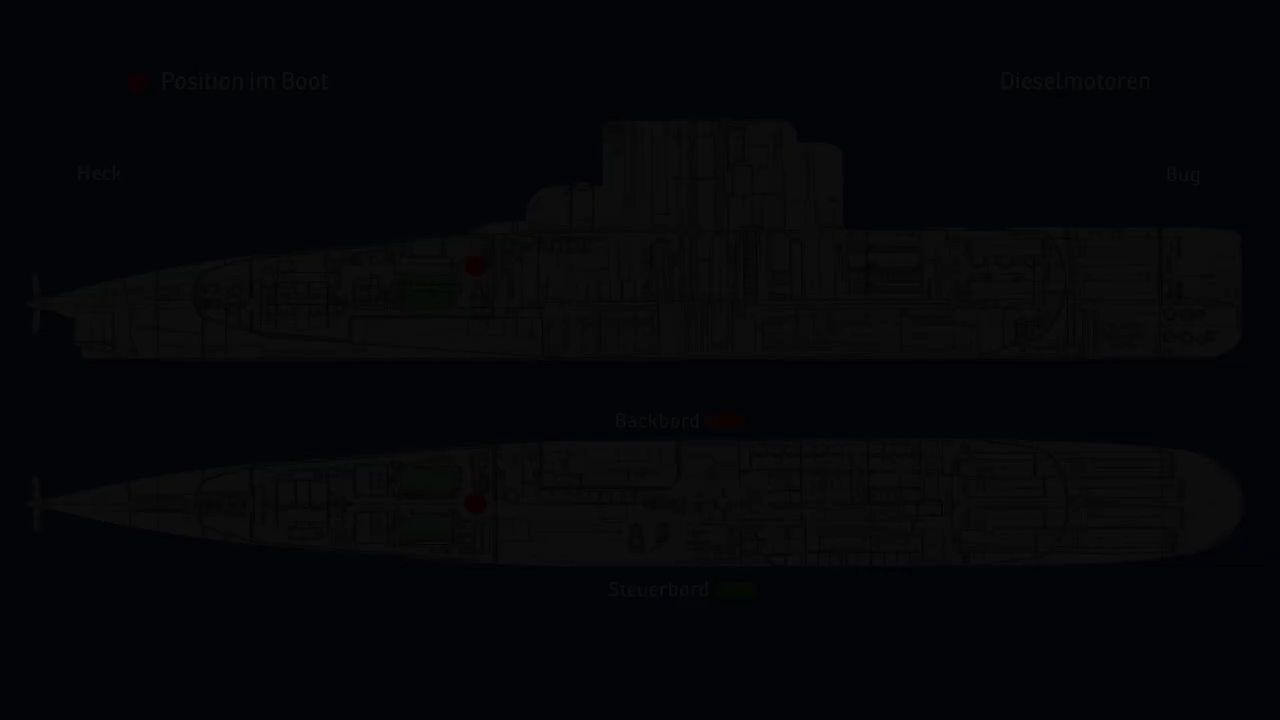 Position im Boot
Dieselmotoren
Heck
Bug
Backbord
Steuerbord